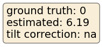 ground truth: 0
estimated: 6.19
tilt correction: na